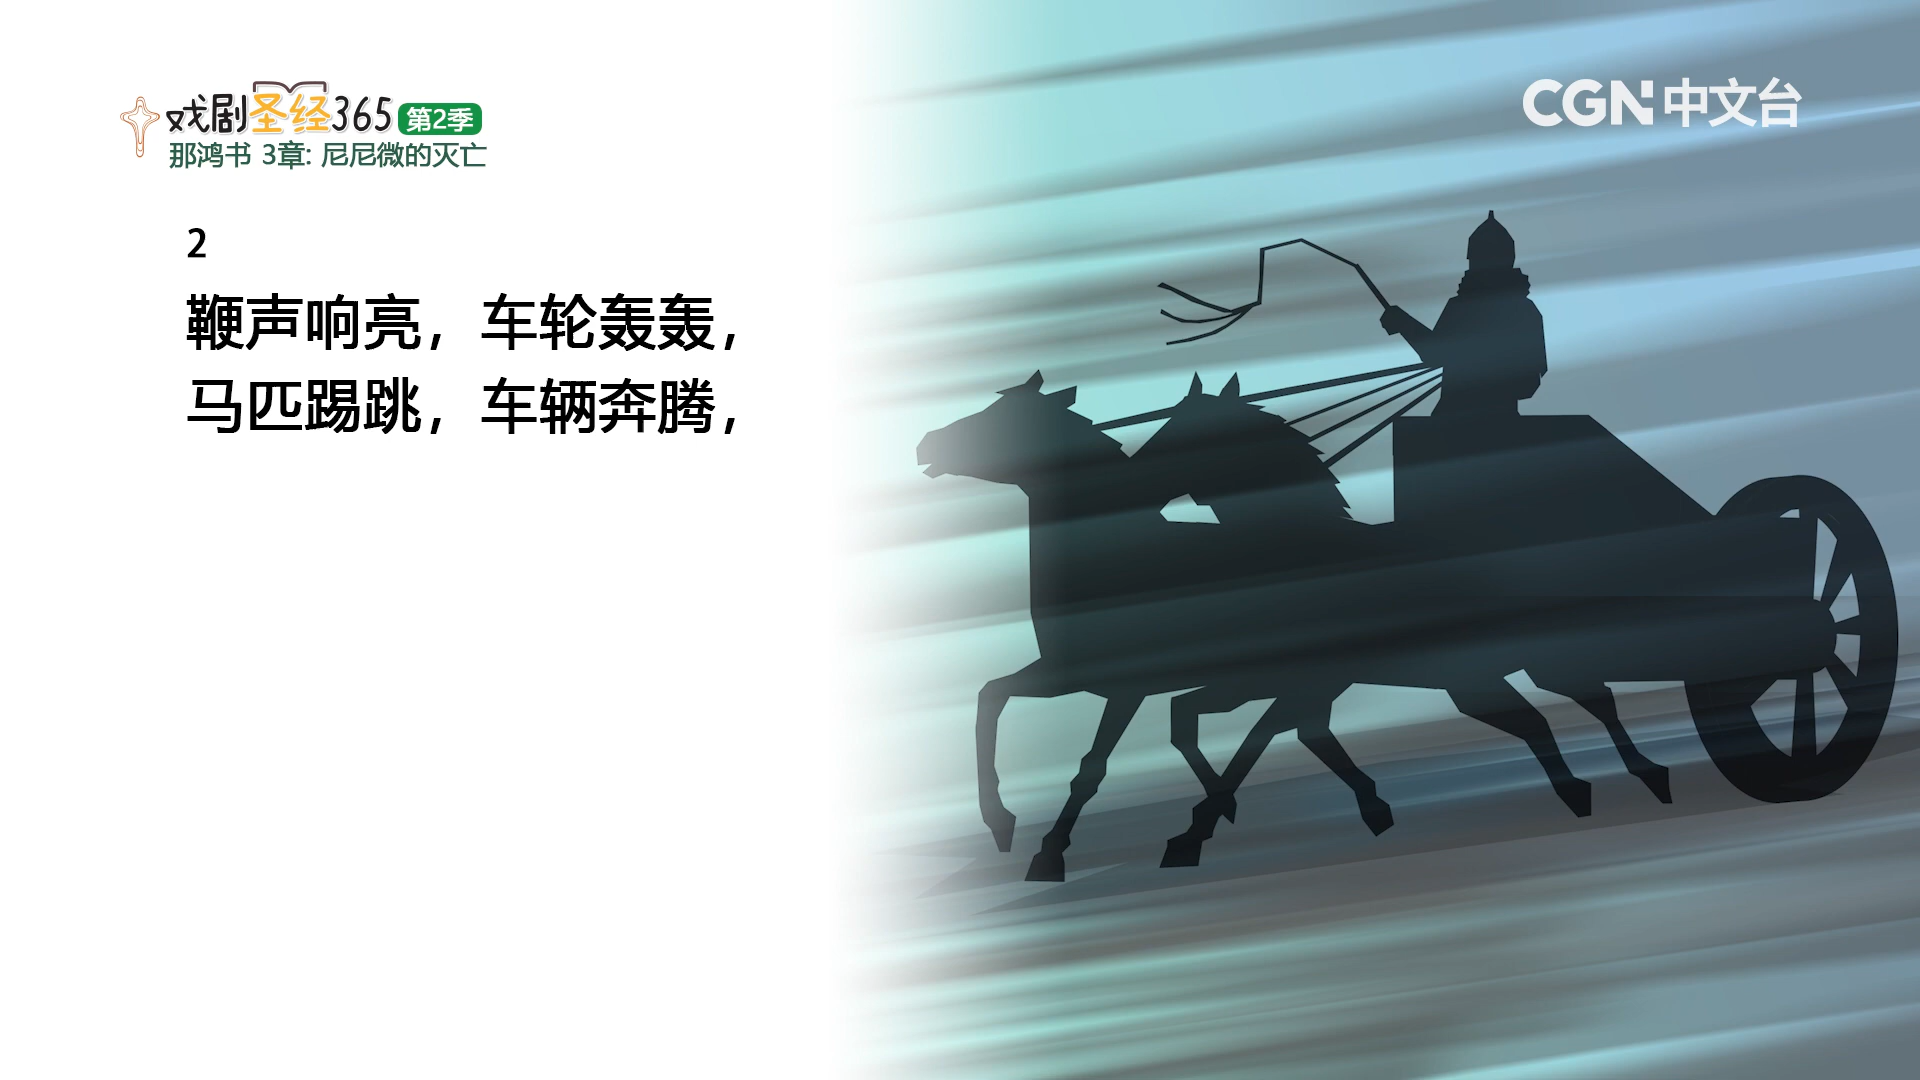 戏剧圣经365 第2季
那鸿书 3章: 尼尼微的灭亡
CGN中文台
2
鞭声响亮，车轮轰轰，
马匹踢跳，车辆奔腾，